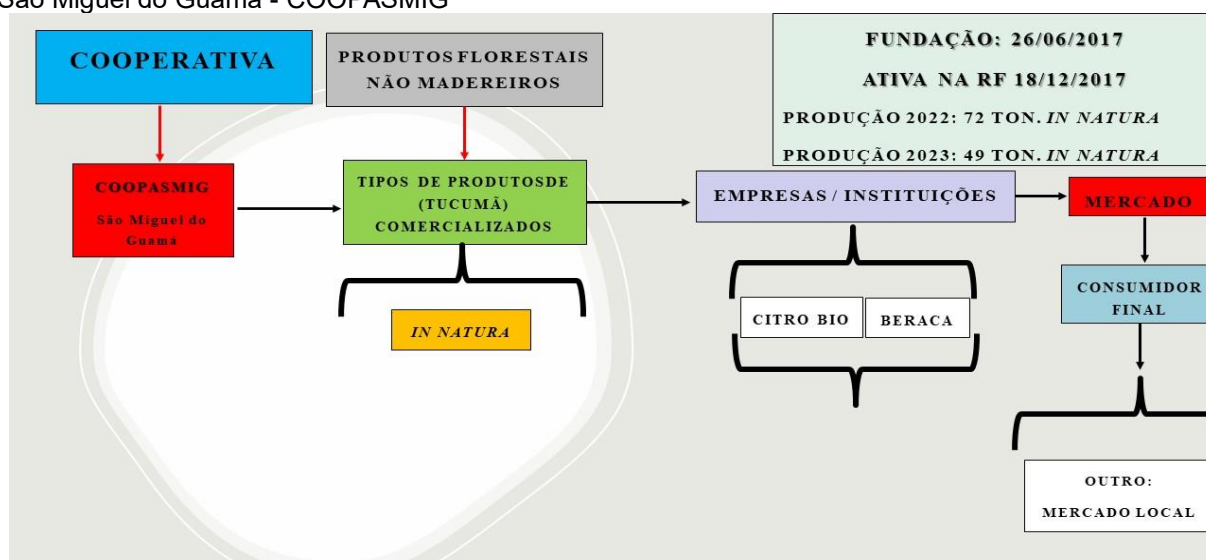 São Miguel do Guamá - COOPASMIG
COOPERATIVA
PRODUTOS FLORESTAIS
NÃO MADEREIROS
FUNDAÇÃO: 26/06/2017
ATIVA NA RF 18/12/2017
PRODUÇÃO 2022: 72 TON. IN NATURA
PRODUÇÃO 2023: 49 TON. IN NATURA
COOPASMIG
São Miguel do
Guamá
TIPOS DE PRODUTOSDE
(TUCUMÃ)
COMERCIALIZADOS
EMPRESAS / INSTITUIÇÕES
MERCADO
IN NATURA
CITRO BIO
BERACA
CONSUMIDOR
FINAL
OUTRO:
MERCADO LOCAL